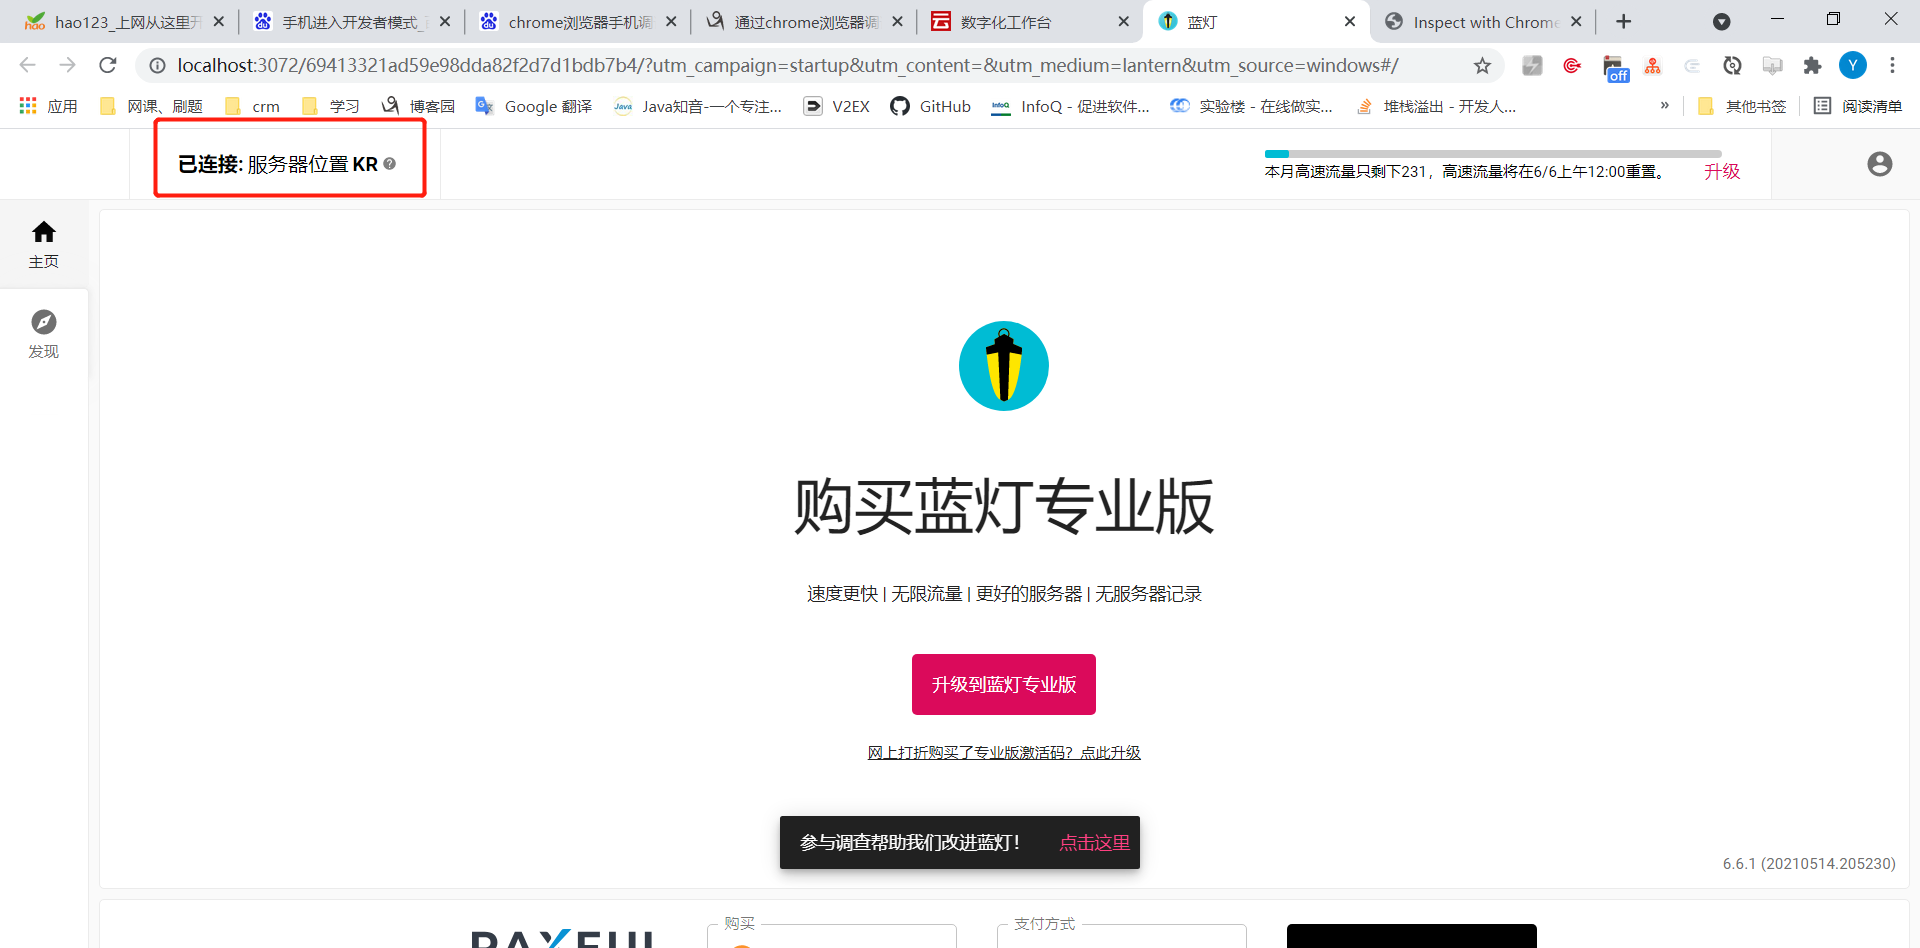 hao123_上网从这里开
手机进入开发者模式_
chrome浏览器手机调
通过chrome浏览器调
数字化工作台
蓝灯
Inspect with Chrome
localhost:3072/69413321ad59e98dda82f2d7d1bdb7b4/?utm_campaign=startup&utm_content=&utm_medium=lantern&utm_source=windows#/
off
Y
应用
网课、刷题
crm
学习
博客园
Google 翻译
Java知音-一个专注...
V2EX
GitHub
InfoQ - 促进软件...
实验楼 - 在线做实...
堆栈溢出 - 开发人...
»
其他书签
阅读清单
已连接: 服务器位置 KR
本月高速流量只剩下231，高速流量将在6/6上午12:00重置。
升级
主页
发现
购买蓝灯专业版
速度更快 | 无限流量 | 更好的服务器 | 无服务器记录
升级到蓝灯专业版
网上打折购买了专业版激活码？点此升级
参与调查帮助我们改进蓝灯！
点击这里
6.6.1 (20210514.205230)
购买
支付方式
PAXFUL